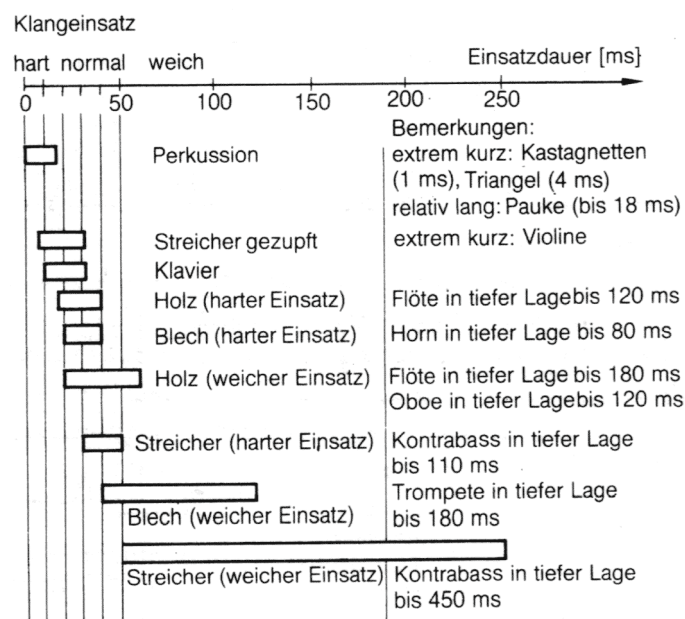 Klangeinsatz
hart normal weich Einsatzdauer [ms]
0 50 100 150 200 250
Bemerkungen:
Perkussion extrem kurz: Kastagnetten
(1 ms), Triangel (4 ms)
relativ lang: Pauke (bis 18 ms)
Streicher gezupft extrem kurz: Violine
Klavier
Holz (harter Einsatz) Flöte in tiefer Lage bis 120 ms
Blech (harter Einsatz) Horn in tiefer Lage bis 80 ms
Holz (weicher Einsatz) Flöte in tiefer Lage bis 180 ms
Oboe in tiefer Lage bis 120 ms
Streicher (harter Einsatz) Kontrabass in tiefer Lage
bis 110 ms
Trompete in tiefer Lage
Blech (weicher Einsatz) bis 180 ms
Streicher (weicher Einsatz) Kontrabass in tiefer Lage
bis 450 ms